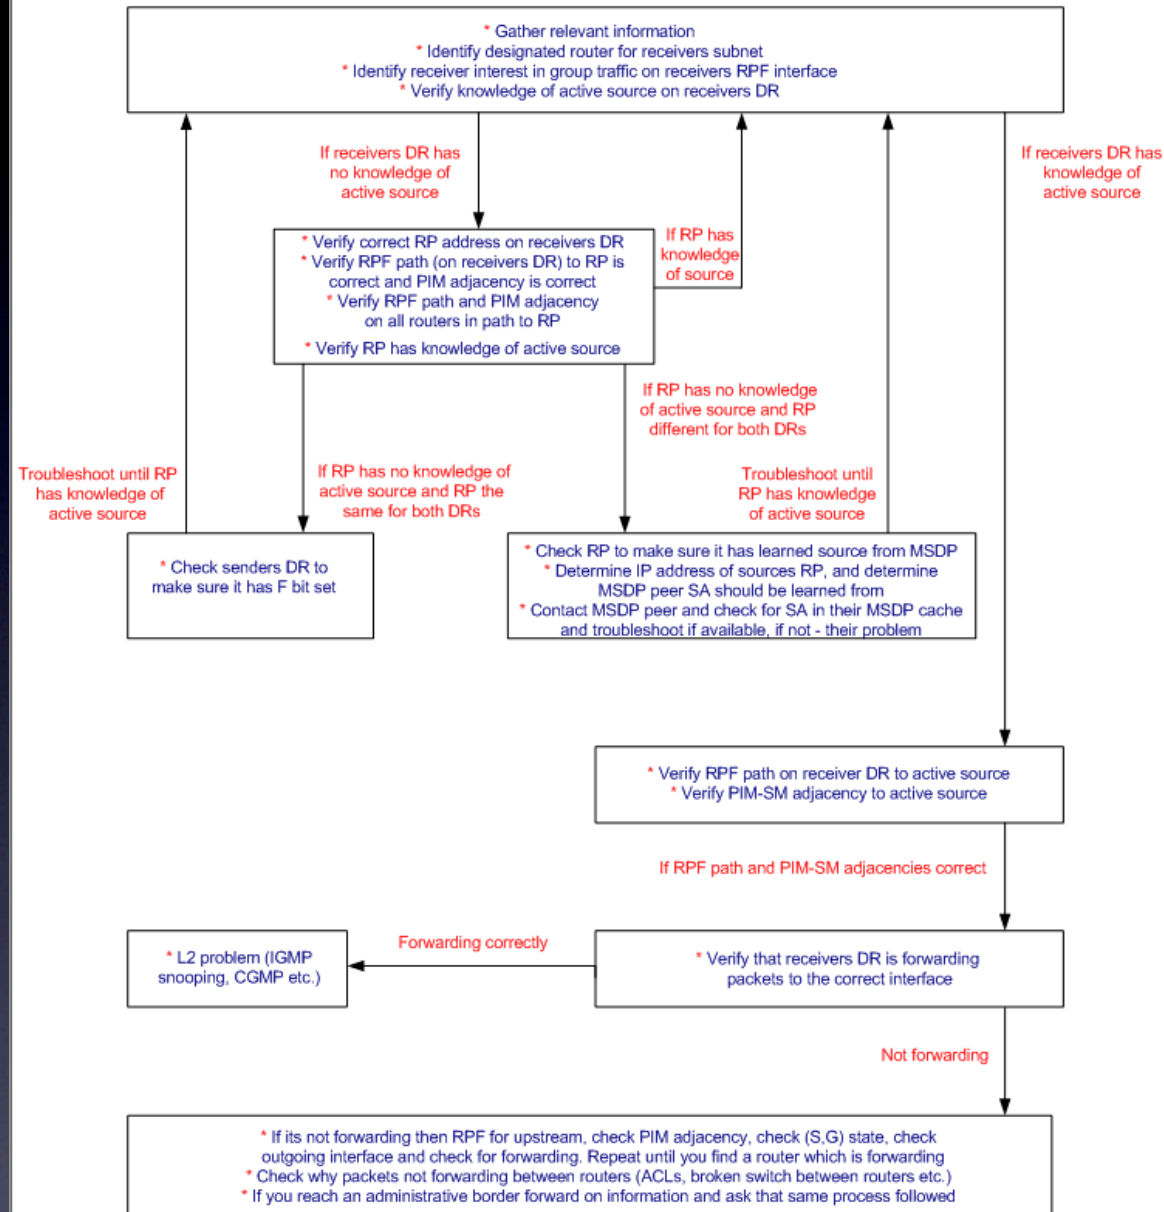 * Gather relevant information
* Identify designated router for receivers subnet
* Identify receiver interest in group traffic on receivers RPF interface
* Verify knowledge of active source on receivers DR
If receivers DR has
no knowledge of
active source
If receivers DR has
knowledge of
active source
* Verify correct RP address on receivers DR
* Verify RPF path (on receivers DR) to RP is
correct and PIM adjacency is correct
* Verify RPF path and PIM adjacency
on all routers in path to RP
* Verify RP has knowledge of active source
If RP has
knowledge
of source
If RP has no knowledge
of active source and RP
different for both DRs
Troubleshoot until RP
has knowledge of
active source
If RP has no knowledge of
active source and RP the
same for both DRs
Troubleshoot until
RP has knowledge
of active source
* Check senders DR to
make sure it has F bit set
* Check RP to make sure it has learned source from MSDP
* Determine IP address of sources RP, and determine
MSDP peer SA should be learned from
* Contact MSDP peer and check for SA in their MSDP cache
and troubleshoot if available, if not - their problem
* Verify RPF path on receiver DR to active source
* Verify PIM-SM adjacency to active source
If RPF path and PIM-SM adjacencies correct
* L2 problem (IGMP
snooping, CGMP etc.)
Forwarding correctly
* Verify that receivers DR is forwarding
packets to the correct interface
Not forwarding
* If its not forwarding then RPF for upstream, check PIM adjacency, check (S,G) state, check
outgoing interface and check for forwarding. Repeat until you find a router which is forwarding
* Check why packets not forwarding between routers (ACLs, broken switch between routers etc.)
* If you reach an administrative border forward on information and ask that same process followed